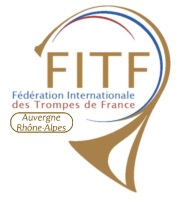 FITF
Fédération Internationale
des Trompes de France
Auvergne
Rhône-Alpes